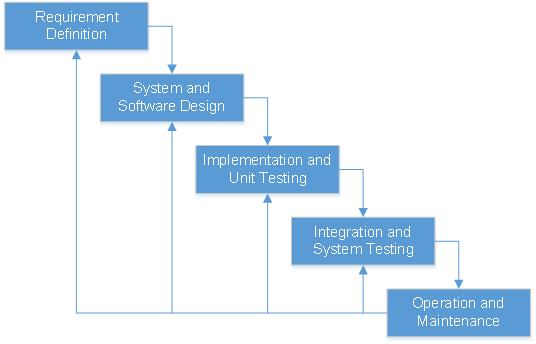 Requirement
Definition
System and
Software Design
Implementation and
Unit Testing
Integration and
System Testing
Operation and
Maintenance